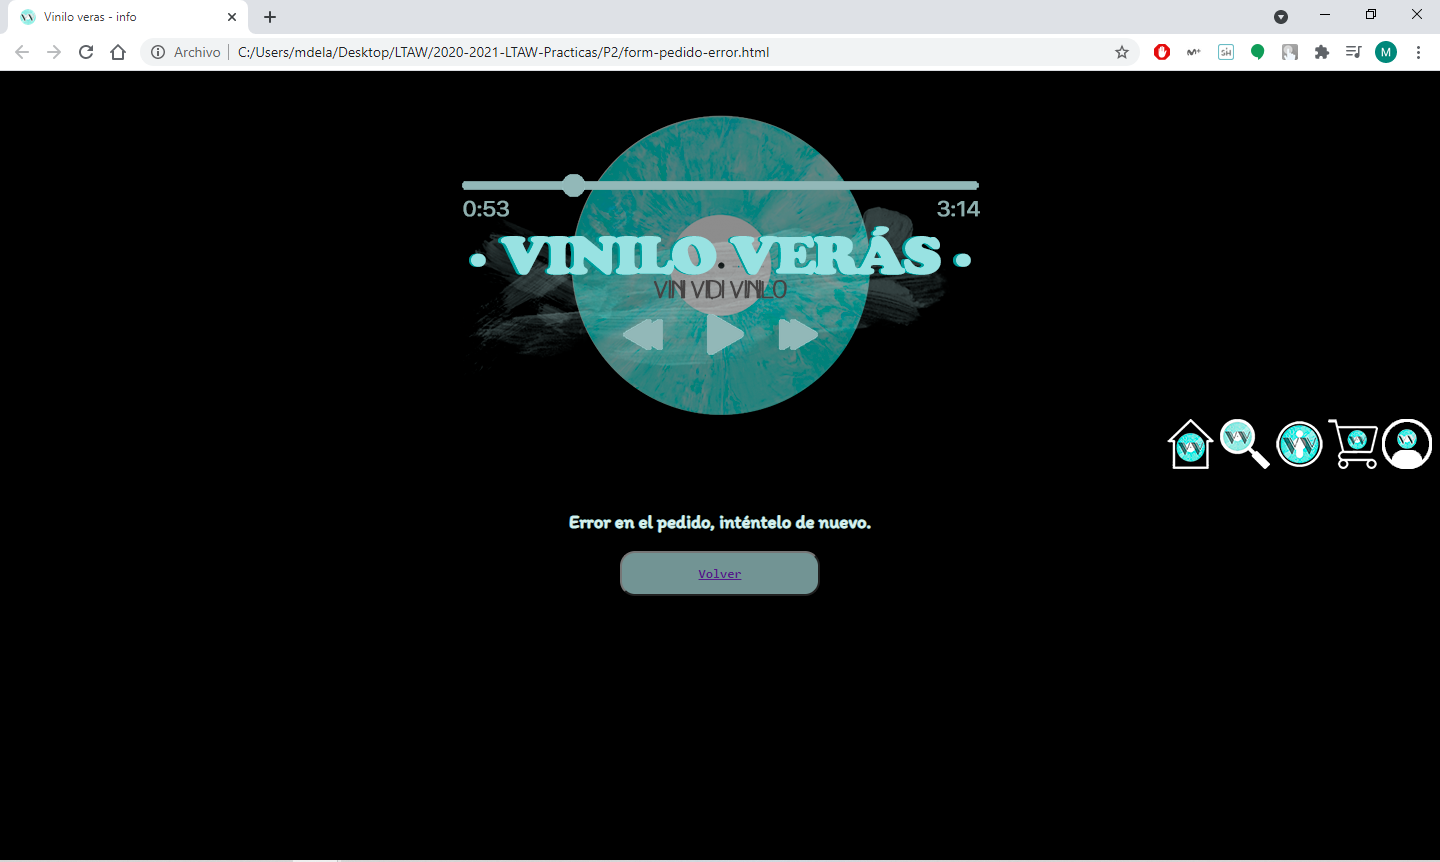 Vinilo veras - info
Archivo
C:/Users/mdela/Desktop/LTAW/2020-2021-LTAW-Practicas/P2/form-pedido-error.html
M+
SH
M
0:53
3:14
• VINILO VERÁS •
VINI VIDI VINILO
Error en el pedido, inténtelo de nuevo.
Volver